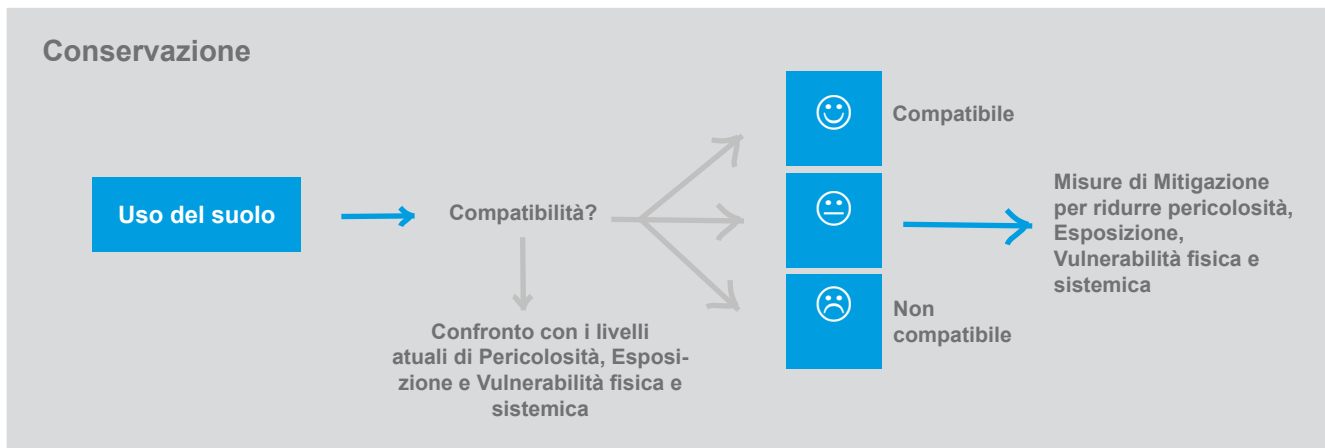 Conservazione
Uso del suolo
Compatibilità?
Confronto con i livelli
atuali di Pericolosità, Esposi-
zione e Vulnerabilità fisica e
sistemica
Compatibile
Non
compatibile
Misure di Mitigazione
per ridurre pericolosità,
Esposizione,
Vulnerabilità fisica e
sistemica